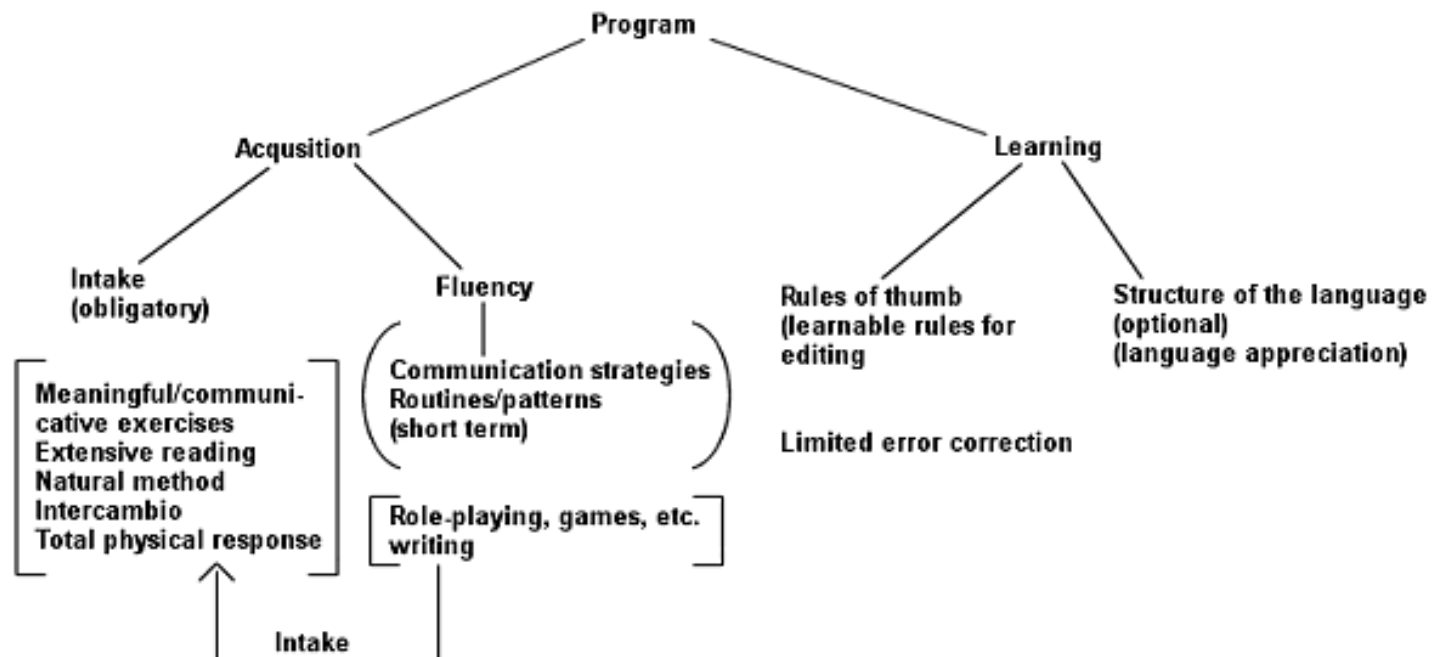 Program
Acqusition
Learning
Intake
(obligatory)
Fluency
Rules of thumb
(learnable rules for
editing
Structure of the language
(optional)
(language appreciation)
Meaningful/communi-
cative exercises
Extensive reading
Natural method
Intercambio
Total physical response
Communication strategies
Routines/patterns
(short term)
Limited error correction
Role-playing, games, etc.
writing
Intake